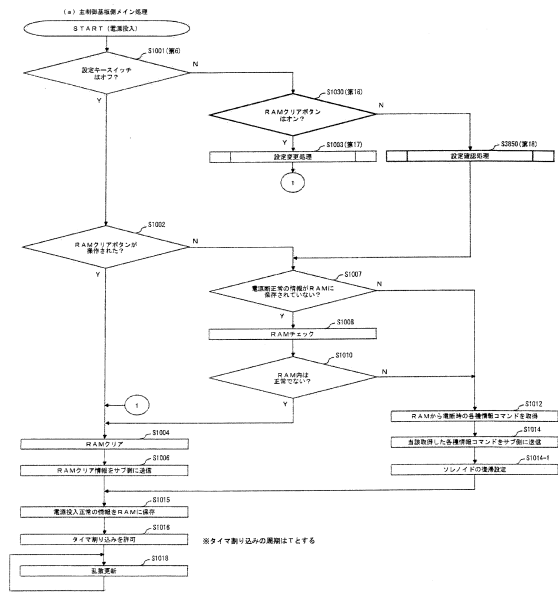 (a) 主制御基板側メイン処理
START (電源投入)
S1001(第6)
設定キースイッチ
はオフ?
N
Y
S1030(第16)
RAMクリアボタン
はオン?
N
Y
S1003(第17)
設定変更処理
T
S3850(第18)
設定確認処理
S1002
RAMクリアボタンが
操作された?
N
Y
S1007
電源断正常の情報がRAMに
保存されていない?
N
Y
S1008
RAMチェック
S1010
RAM内は
正常でない?
N
Y
T
S1004
RAMクリア
S1006
RAMクリア情報をサブ側に送信
S1012
RAMから電断時の各種情報コマンドを取得
S1014
当該取得した各種情報コマンドをサブ側に送信
S1014-1
ソレノイドの復帰設定
S1015
電源投入正常の情報をRAMに保存
S1016
タイマ割り込みを許可
※タイマ割り込みの周期はTとする
S1018
乱数更新